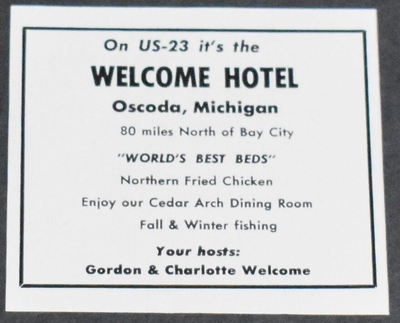 On US-23 it's the
WELCOME HOTEL
Oscoda, Michigan
80 miles North of Bay City
"WORLD'S BEST BEDS"
Northern Fried Chicken
Enjoy our Cedar Arch Dining Room
Fall & Winter fishing
Your hosts:
Gordon & Charlotte Welcome